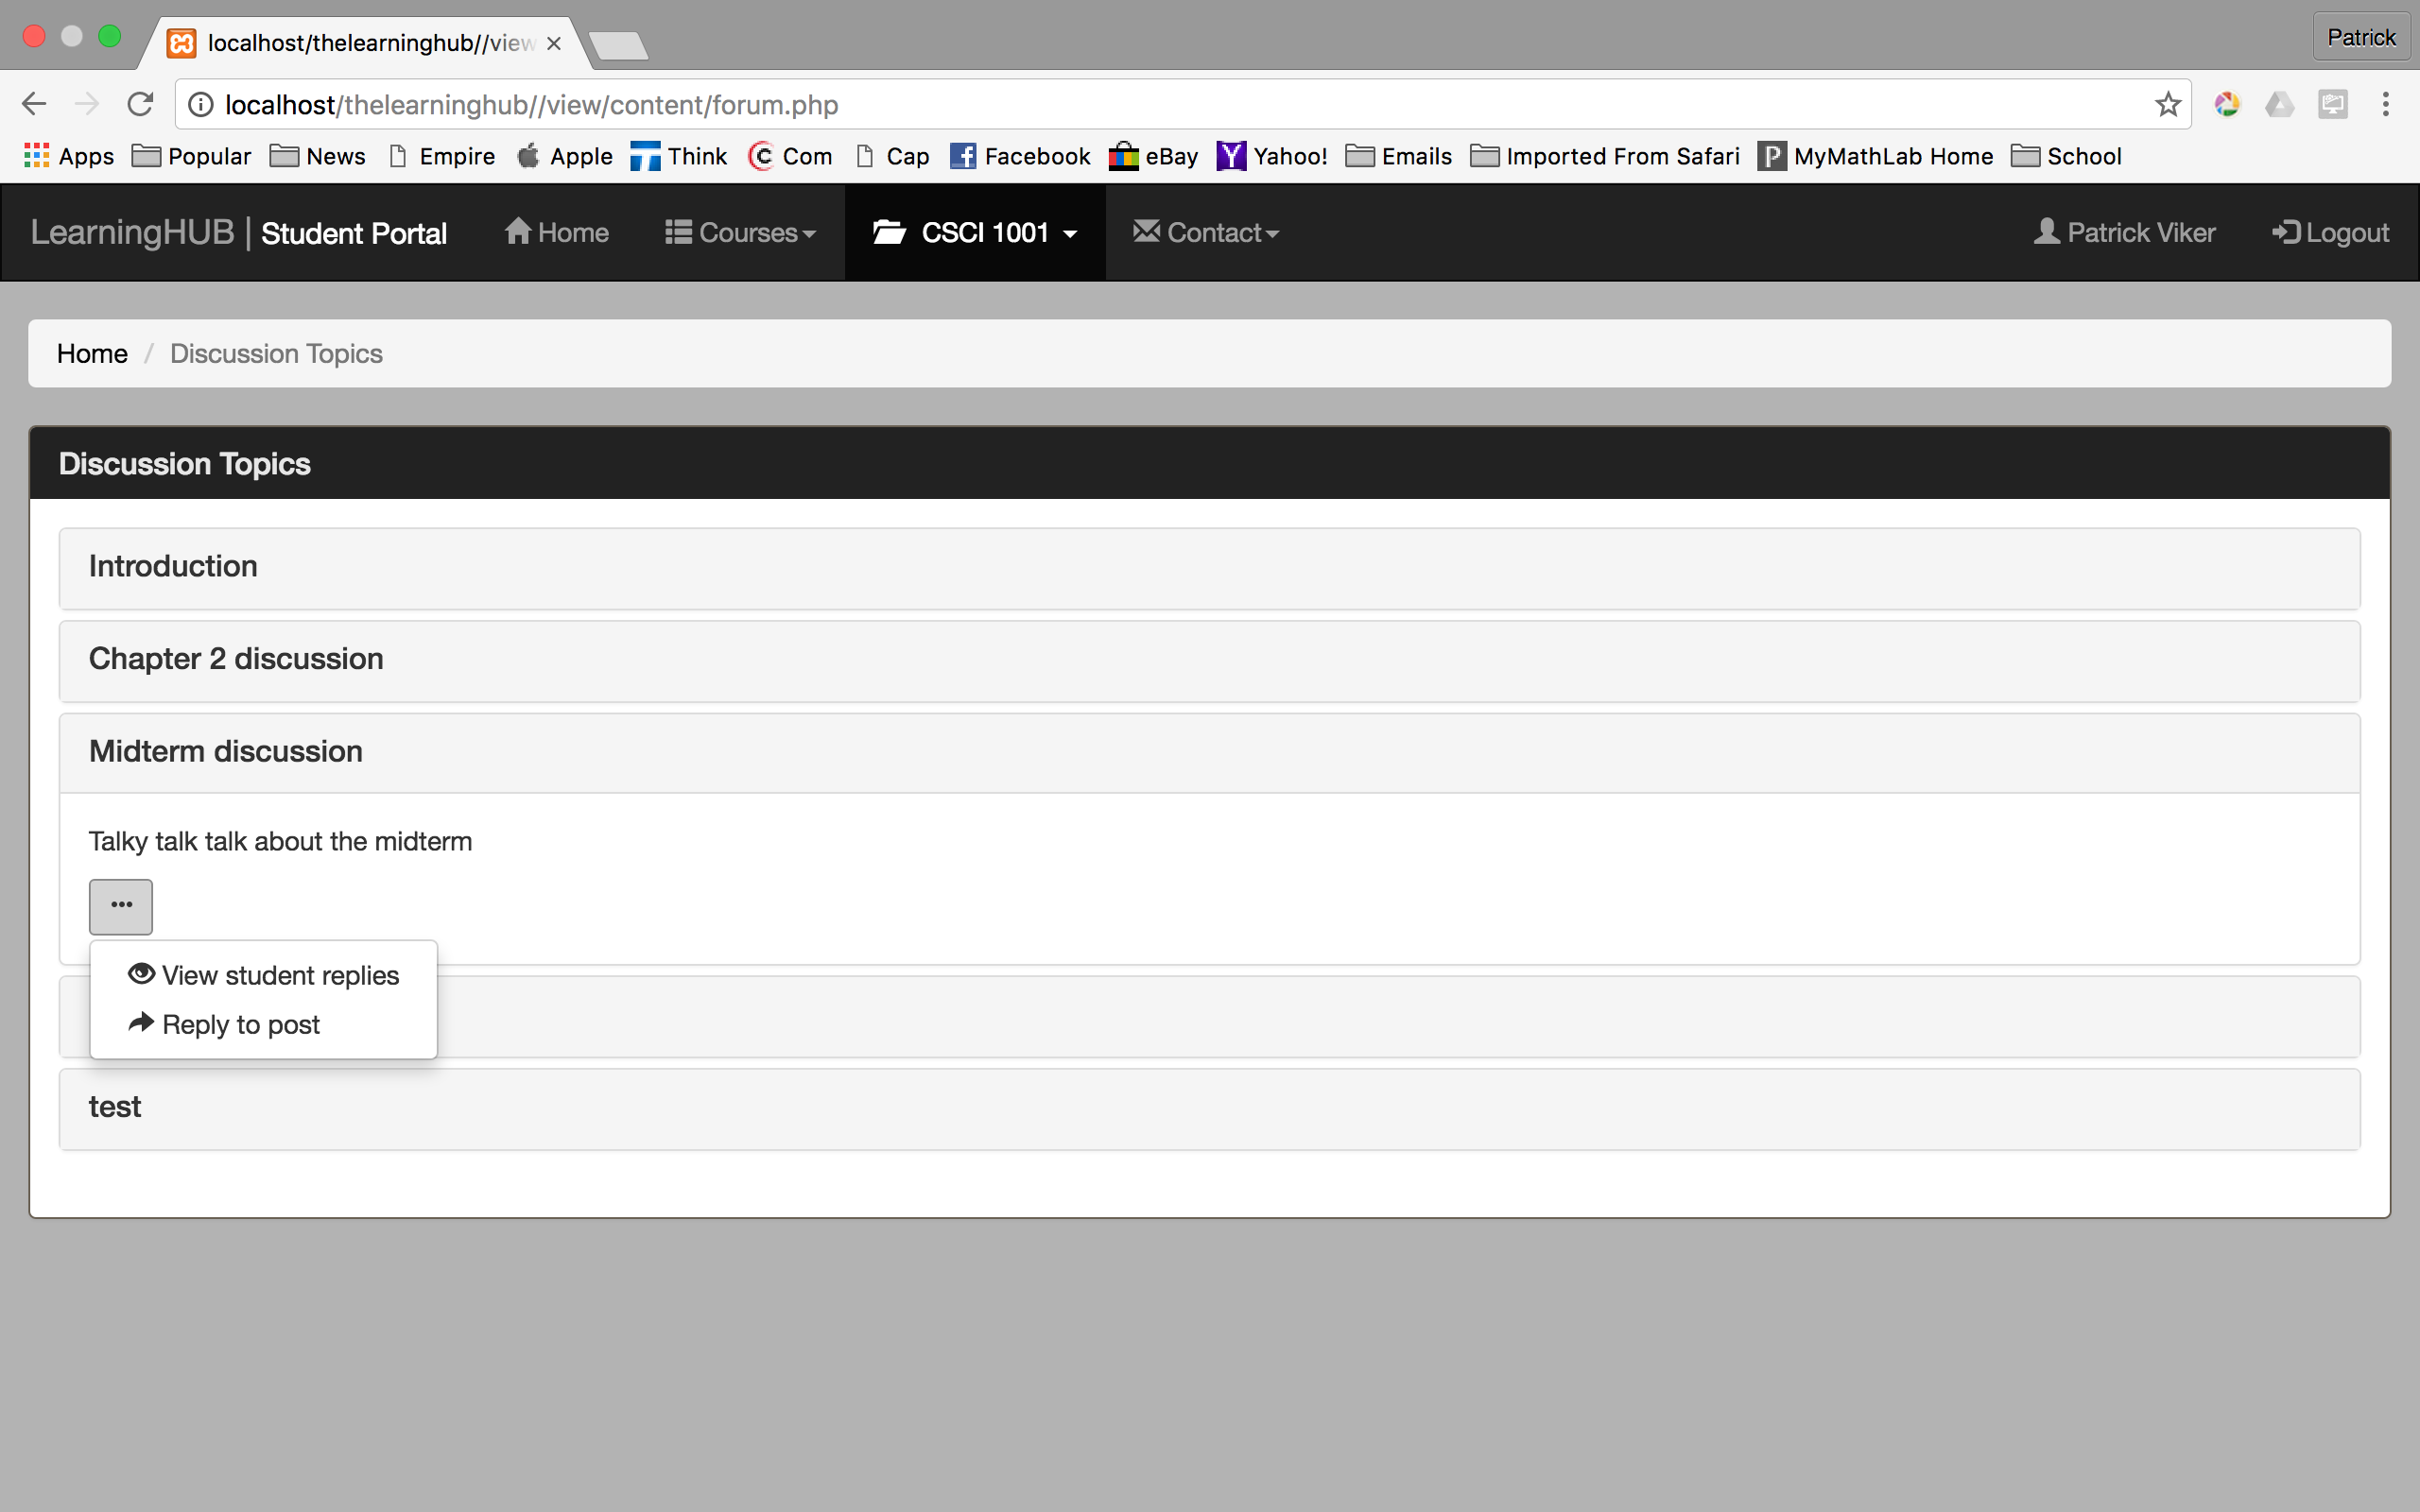 localhost/thelearninghub//view
Patrick
localhost/thelearninghub//view/content/forum.php
Apps Popular News Empire Apple Think Com Cap Facebook eBay Yahoo! Emails Imported From Safari MyMathLab Home School
LearningHUB | Student Portal Home Courses CSCI 1001 Contact Patrick Viker Logout
Home / Discussion Topics
Discussion Topics
Introduction
Chapter 2 discussion
Midterm discussion
Talky talk talk about the midterm
View student replies
Reply to post
test